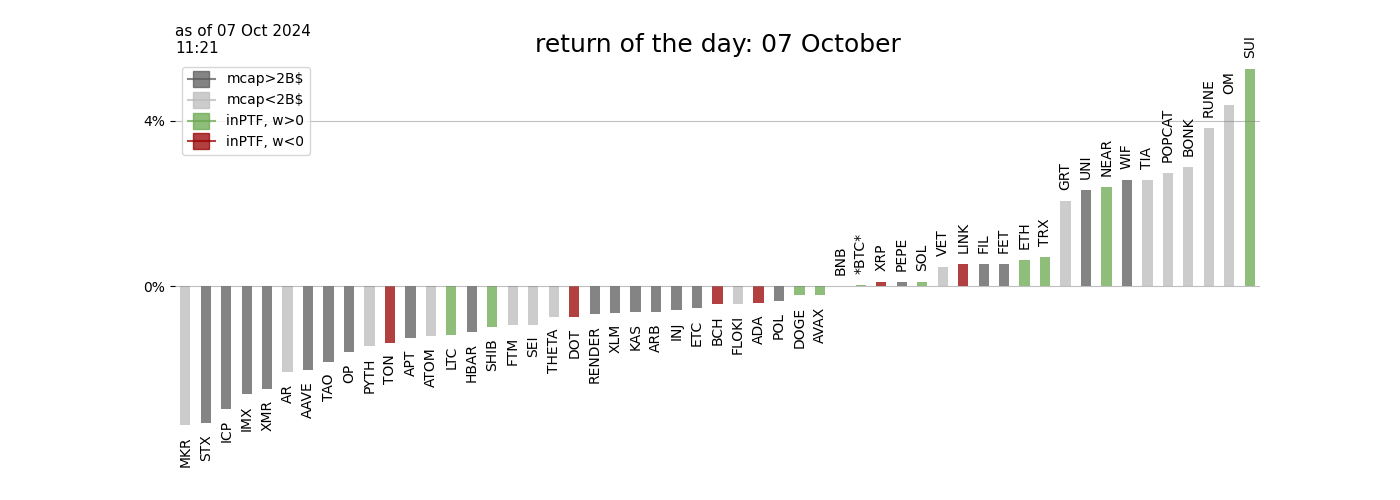 as of 07 Oct 2024
11:21
return of the day: 07 October
mcap>2B$
mcap<2B$
inPTF, w>0
inPTF, w<0
4%
0%
MKR
STX
ICP
IMX
XMR
AR
AAVE
TAO
OP
PYTH
TON
APT
ATOM
LTC
HBAR
SHIB
FTM
SEI
THETA
DOT
RENDER
XLM
KAS
ARB
INJ
ETC
BCH
FLOKI
ADA
POL
DOGE
AVAX
BNB
*BTC*
XRP
PEPE
SOL
VET
LINK
FIL
FET
ETH
TRX
GRT
UNI
NEAR
WIF
TIA
POPCAT
BONK
RUNE
OM
SUI